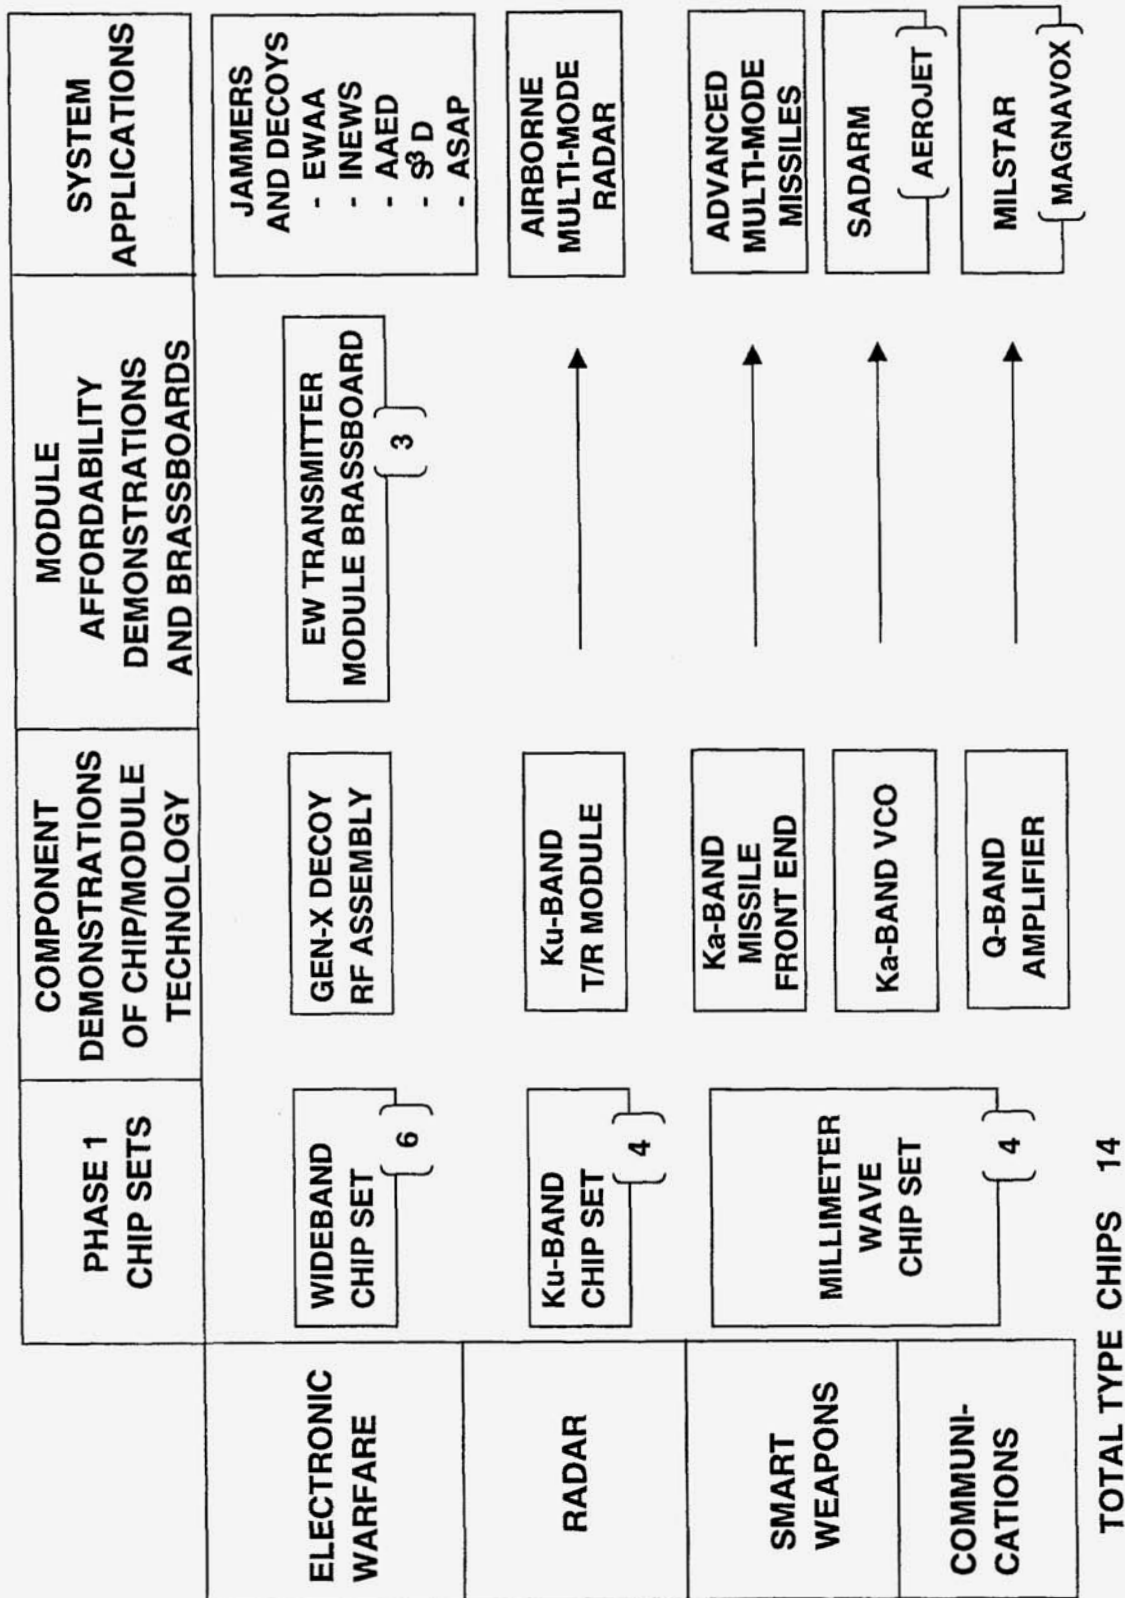 PHASE 1
CHIP SETS
COMPONENT
DEMONSTRATIONS
OF CHIP/MODULE
TECHNOLOGY
MODULE
AFFORDABILITY
DEMONSTRATIONS
AND BRASSBOARDS
SYSTEM
APPLICATIONS
ELECTRONIC
WARFARE
WIDEBAND
CHIP SET
6
GEN-X DECOY
RF ASSEMBLY
EW TRANSMITTER
MODULE BRASSBOARD
3
JAMMERS
AND DECOYS
- EWAA
- INEWS
- AAED
- S³D
- ASAP
RADAR
Ku-BAND
CHIP SET
4
Ku-BAND
T/R MODULE
AIRBORNE
MULTI-MODE
RADAR
SMART
WEAPONS
MILLIMETER
WAVE
CHIP SET
4
Ka-BAND
MISSILE
FRONT END
ADVANCED
MULTI-MODE
MISSILES
Ka-BAND VCO
SADARM
AEROJET
COMMUNI-
CATIONS
Q-BAND
AMPLIFIER
MILSTAR
MAGNAVOX
TOTAL TYPE CHIPS 14